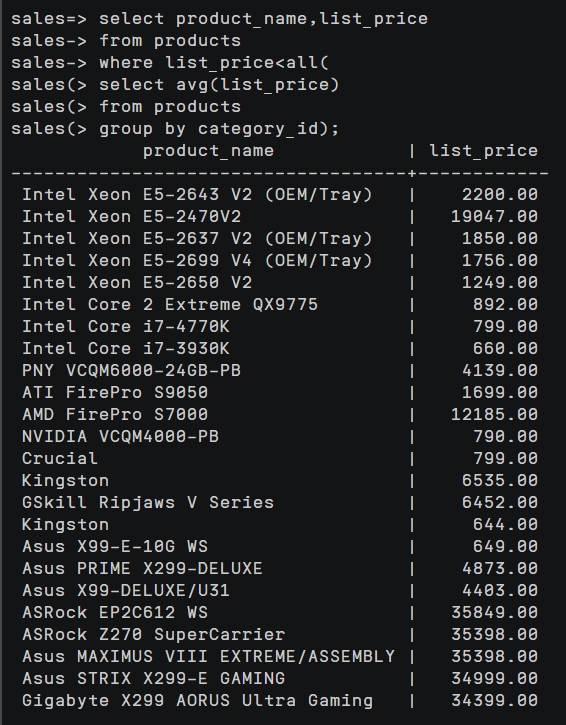 sales=> select product_name,list_price
sales-> from products
sales-> where list_price<all(
sales(> select avg(list_price)
sales(> from products
sales(> group by category_id);
            product_name             | list_price
-------------------------------------+------------
 Intel Xeon E5-2643 V2 (OEM/Tray)    |    2200.00
 Intel Xeon E5-2470V2                |   19047.00
 Intel Xeon E5-2637 V2 (OEM/Tray)    |    1850.00
 Intel Xeon E5-2699 V4 (OEM/Tray)    |    1756.00
 Intel Xeon E5-2650 V2               |    1249.00
 Intel Core 2 Extreme QX9775         |     892.00
 Intel Core i7-4770K                 |     799.00
 Intel Core i7-3930K                 |     660.00
 PNY VCQM6000-24GB-PB                |    4139.00
 ATI FirePro S9050                   |    1699.00
 AMD FirePro S7000                   |   12185.00
 NVIDIA VCQM4000-PB                  |     790.00
 Crucial                             |     799.00
 Kingston                            |    6535.00
 GSkill Ripjaws V Series             |    6452.00
 Kingston                            |     644.00
 Asus X99-E-10G WS                   |     649.00
 Asus PRIME X299-DELUXE              |    4873.00
 Asus X99-DELUXE/U31                 |    4403.00
 ASRock EP2C612 WS                   |   35849.00
 ASRock Z270 SuperCarrier            |   35398.00
 Asus MAXIMUS VIII EXTREME/ASSEMBLY  |   35398.00
 Asus STRIX X299-E GAMING            |   34999.00
 Gigabyte X299 AORUS Ultra Gaming    |   34399.00